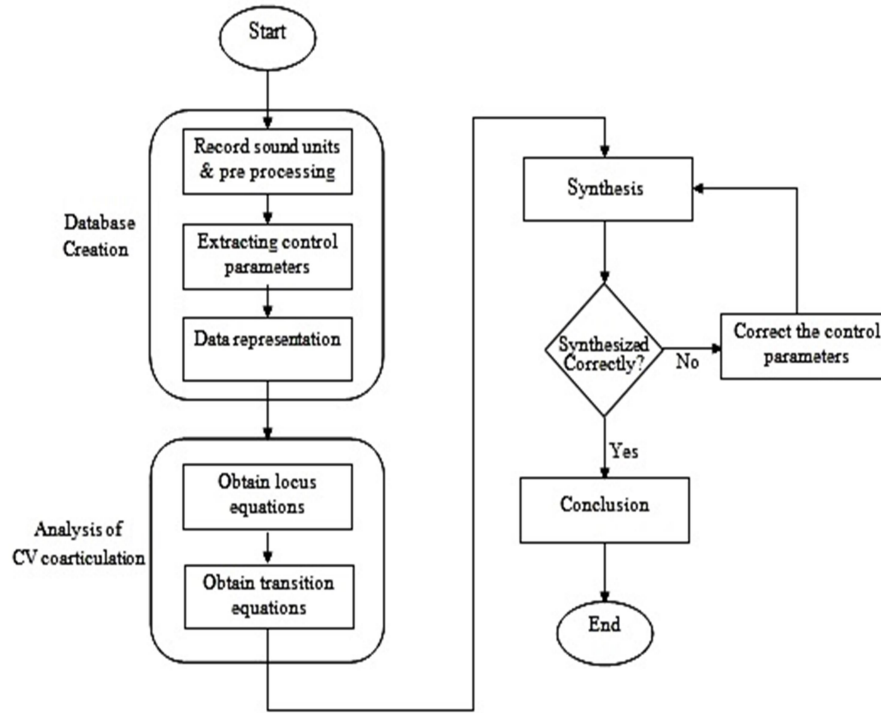 Start
Database
Creation
Record sound units
& pre processing
Extracting control
parameters
Data representation
Analysis of
CV coarticulation
Obtain locus
equations
Obtain transition
equations
Synthesis
Synthesized
Correctly?
No
Correct the control
parameters
Yes
Conclusion
End